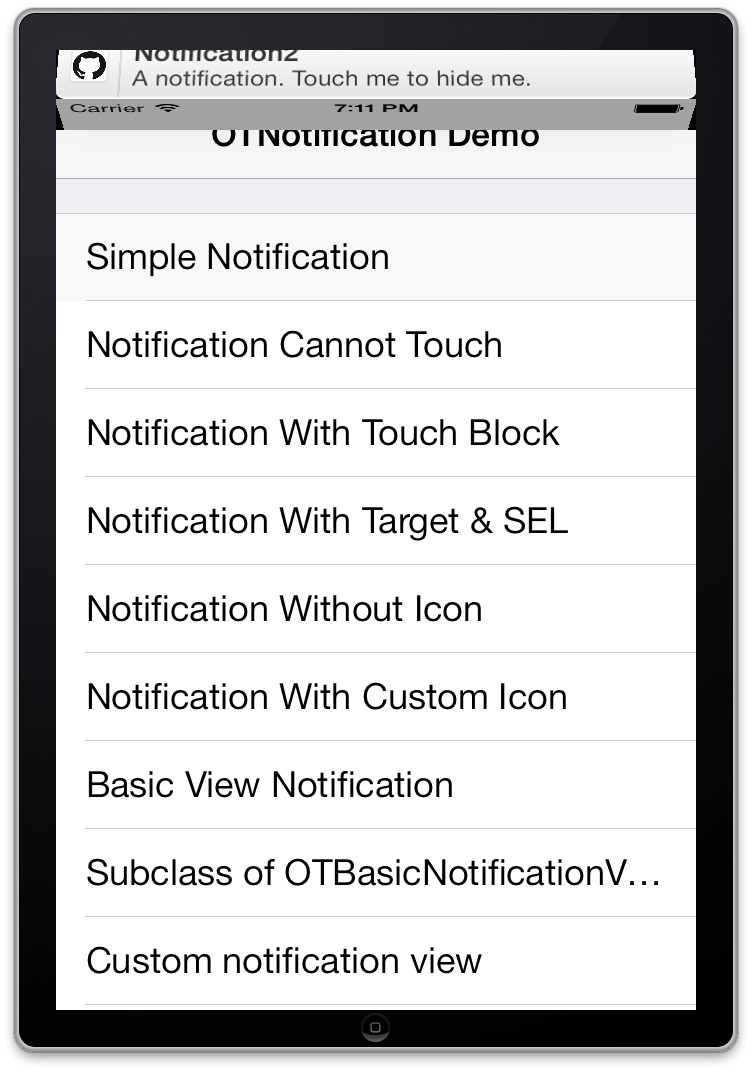 Notification2
A notification. Touch me to hide me.
Carrier 7:11 PM
OTNotification Demo
Simple Notification
Notification Cannot Touch
Notification With Touch Block
Notification With Target & SEL
Notification Without Icon
Notification With Custom Icon
Basic View Notification
Subclass of OTBasicNotificationV...
Custom notification view